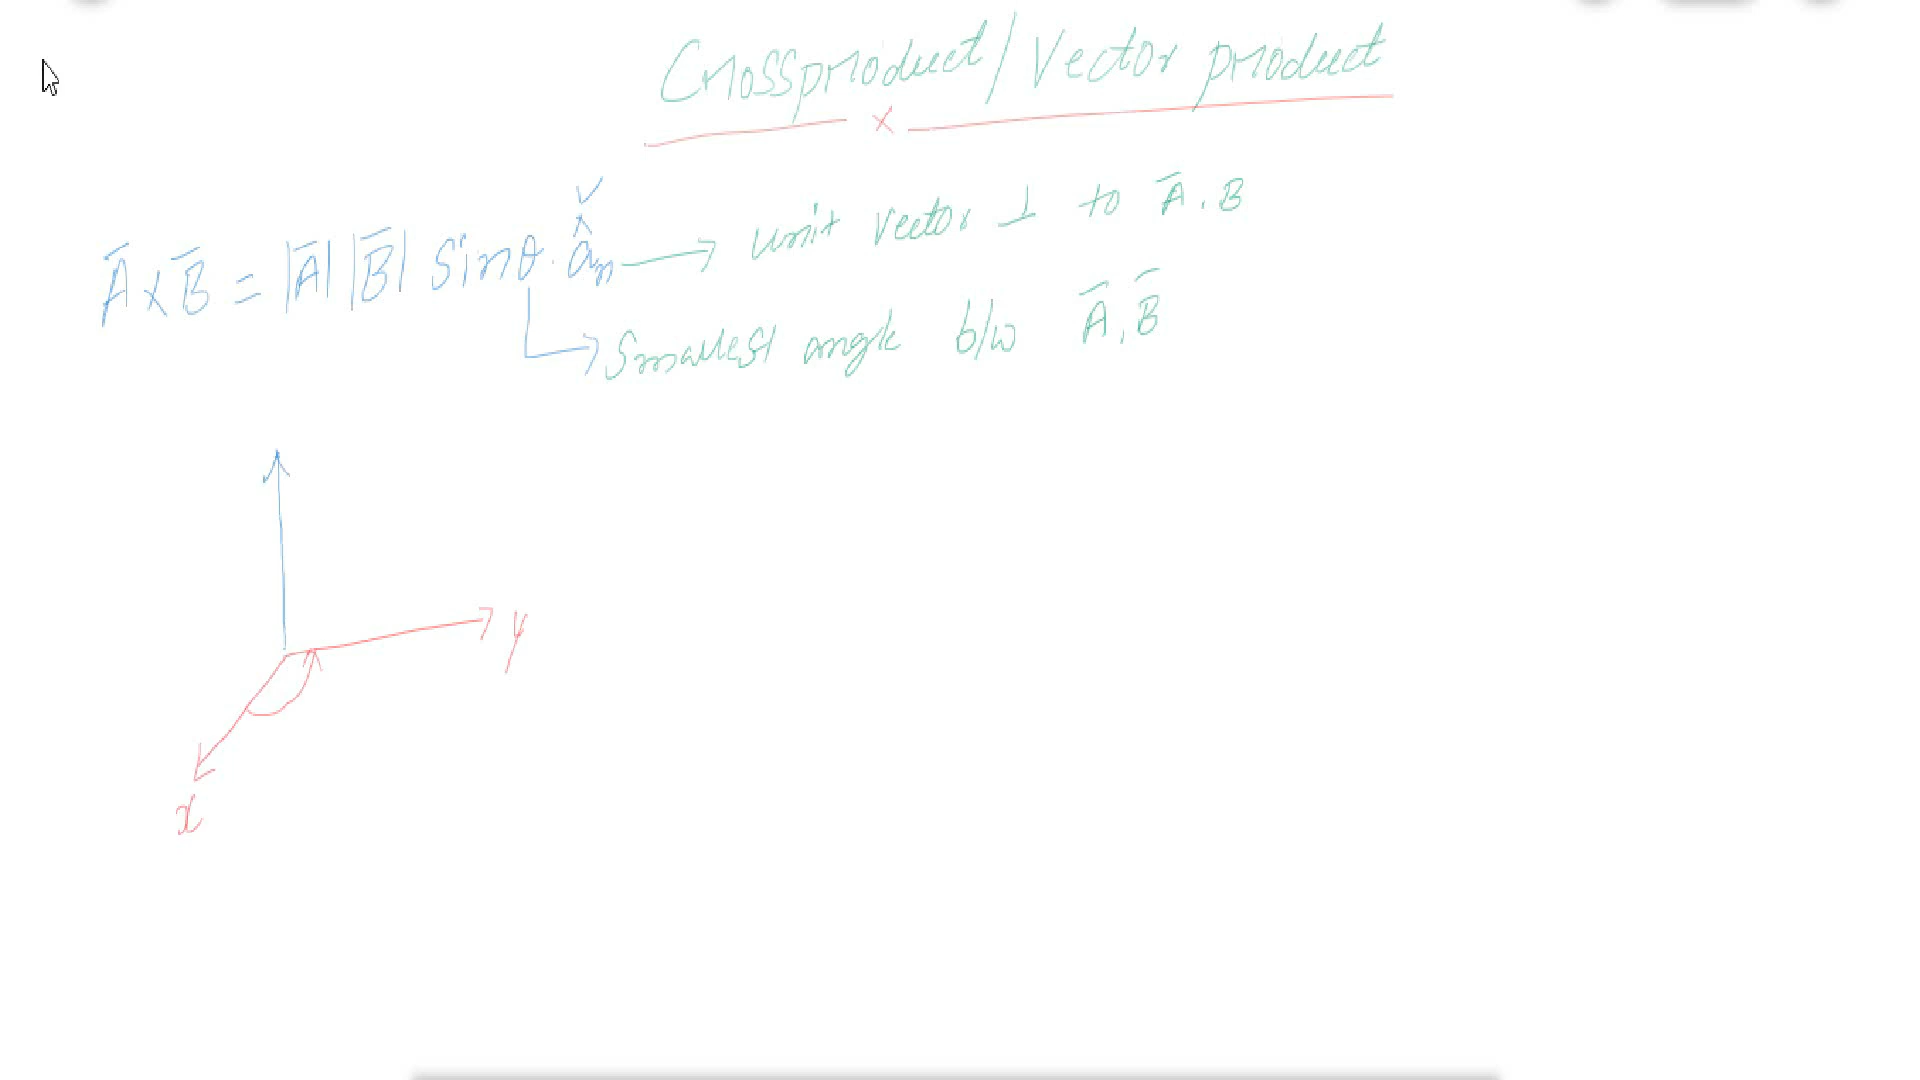 Crossproduct/Vector product
×
A̅ × B̅ = |A̅| |B̅| sinθ. âₙ → unit vector ⊥ to A̅, B
→ Smallest angle b/w A̅, B̅
y
x